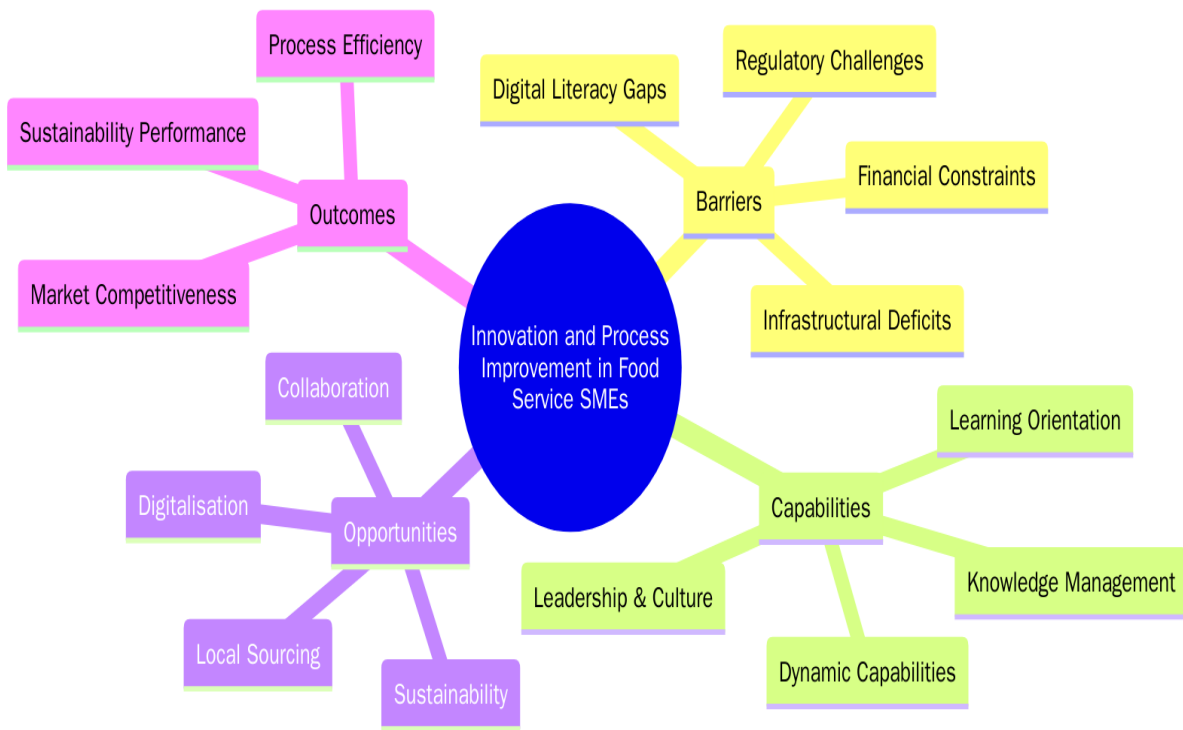 Process Efficiency
Sustainability Performance
Outcomes
Market Competitiveness
Digital Literacy Gaps
Regulatory Challenges
Financial Constraints
Barriers
Infrastructural Deficits
Innovation and Process
Improvement in Food
Service SMEs
Collaboration
Digitalisation
Opportunities
Local Sourcing
Sustainability
Learning Orientation
Capabilities
Knowledge Management
Leadership & Culture
Dynamic Capabilities